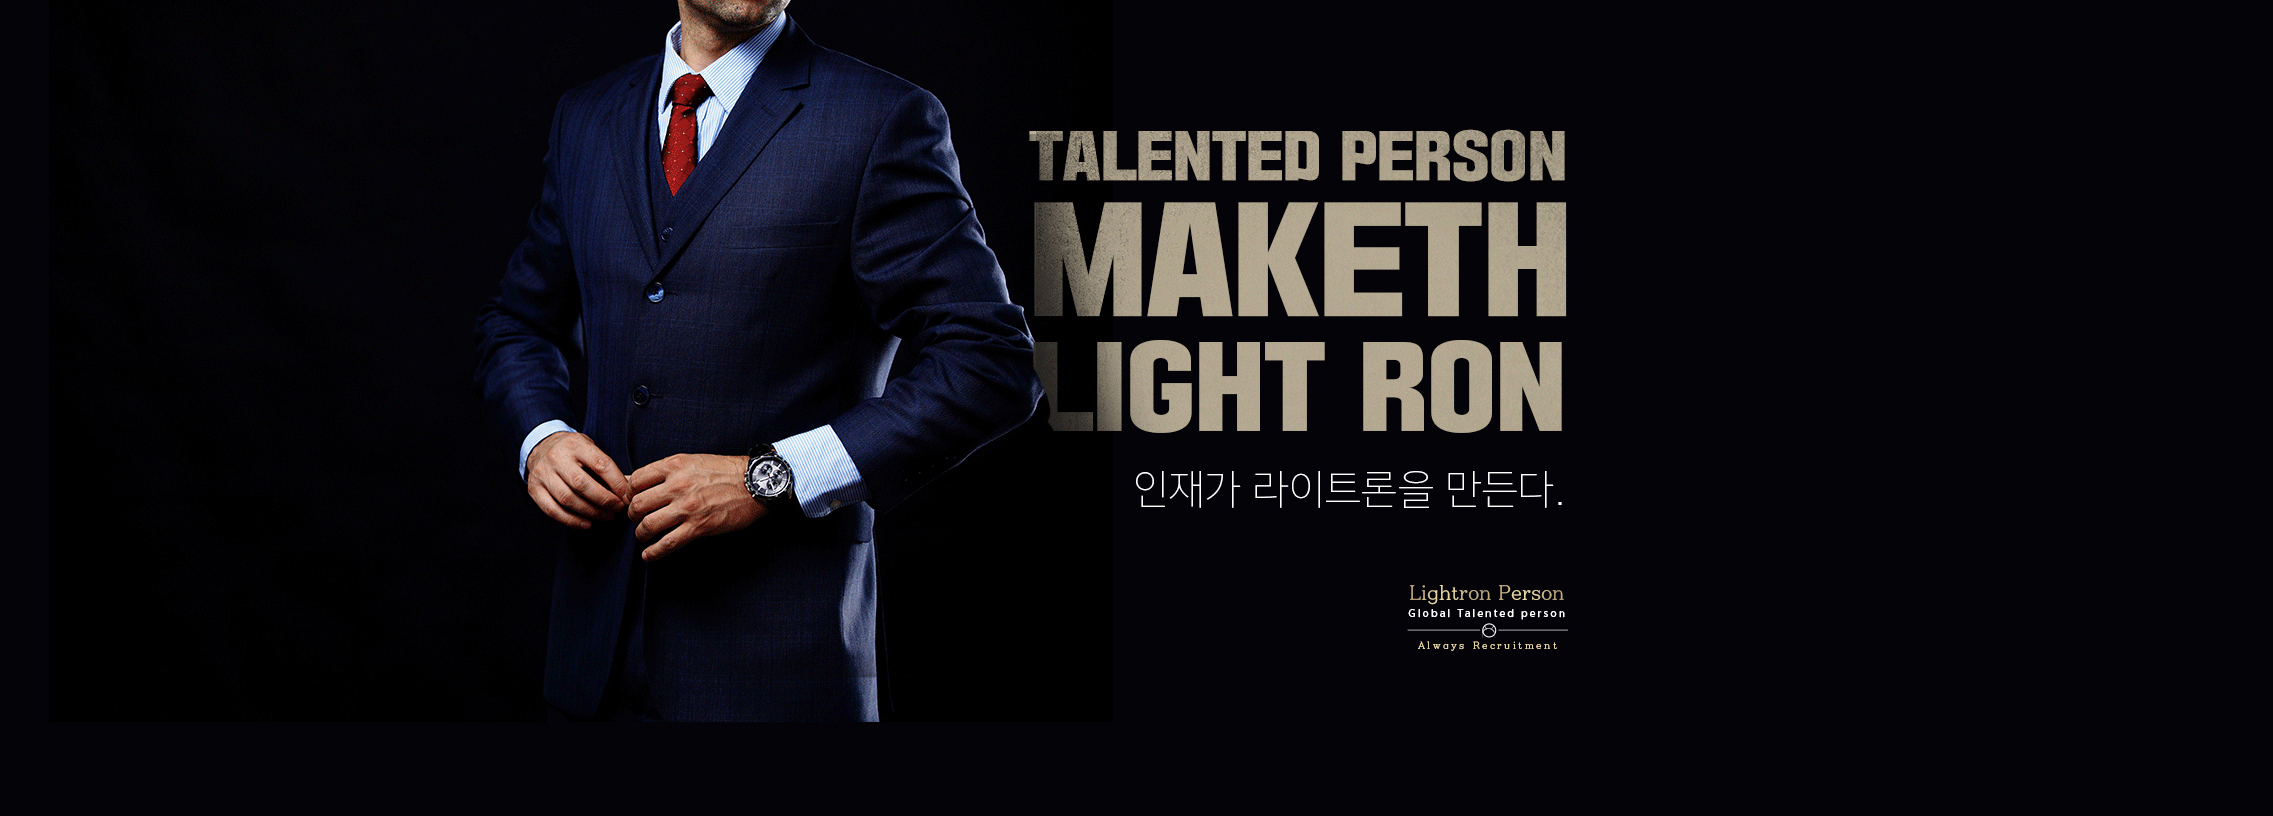 TALENTED PERSON
MAKETH
LIGHT RON
인재가 라이트론을 만든다.
Lightron Person
Global Talented person
Always Recruitment